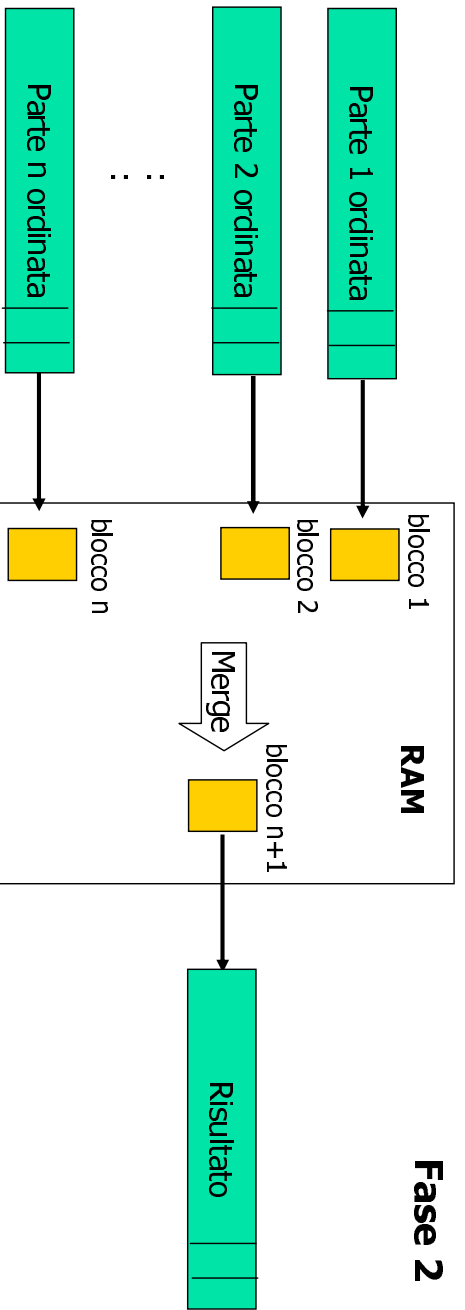 Fase 2
RAM
Parte 1 ordinata
blocco 1
Parte 2 ordinata
blocco 2
Merge
blocco n+1
Risultato
.. ..
Parte n ordinata
blocco n